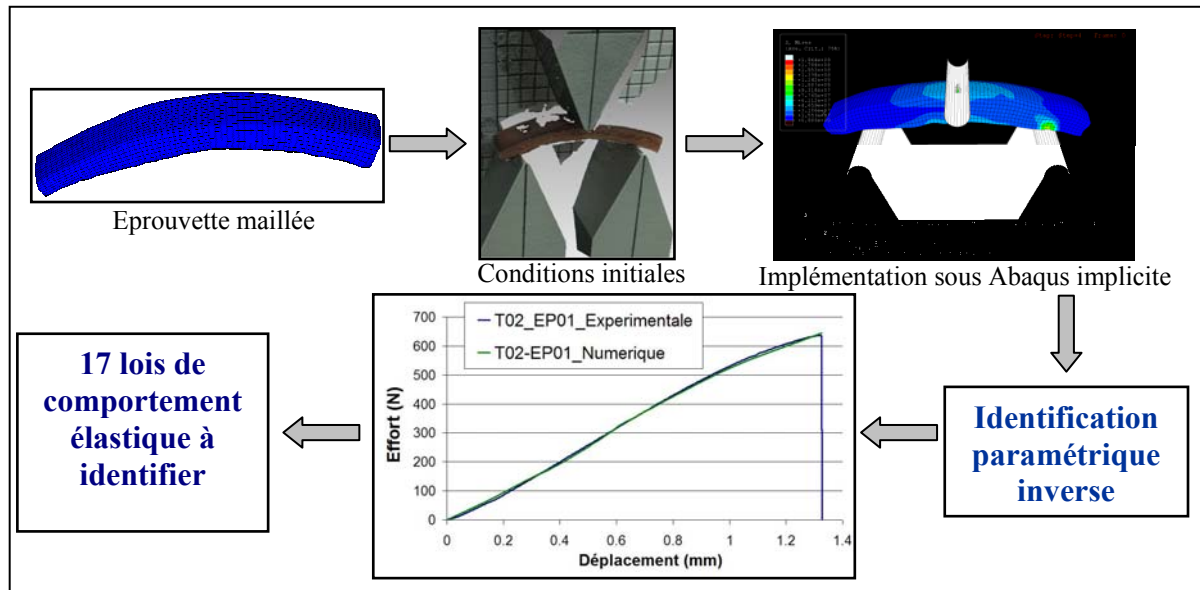 Eprouvette maillée
Conditions initiales
Implémentation sous Abaqus implicite
Identification
paramétrique
inverse
T02_EP01_Experimentale
T02-EP01_Numerique
Effort (N)
700
600
500
400
300
200
100
0
0
0.2
0.4
0.6
0.8
1
1.2
1.4
Déplacement (mm)
17 lois de
comportement
élastique à
identifier